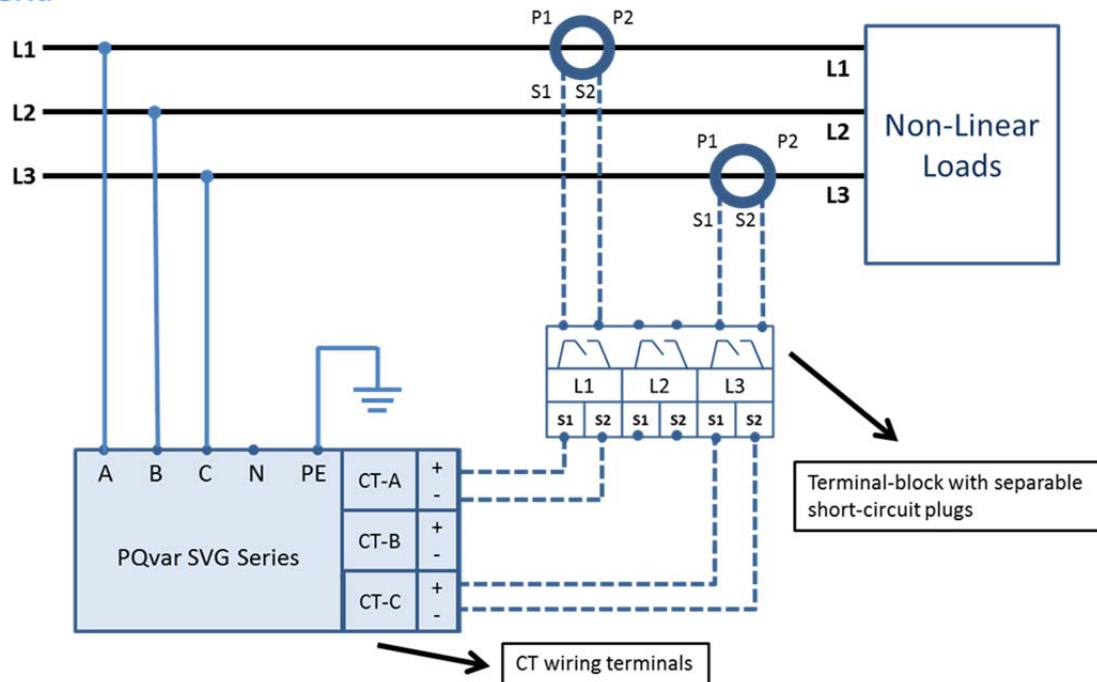 P1 P2
L1
L1
S1 S2
L2
L2
P1 P2
L3
L3
S1 S2
Non-Linear
Loads
L1 L2 L3
S1 S2 S1 S2 S1 S2
A B C N PE
CT-A + -
CT-B + -
CT-C + -
PQvar SVG Series
Terminal-block with separable
short-circuit plugs
CT wiring terminals